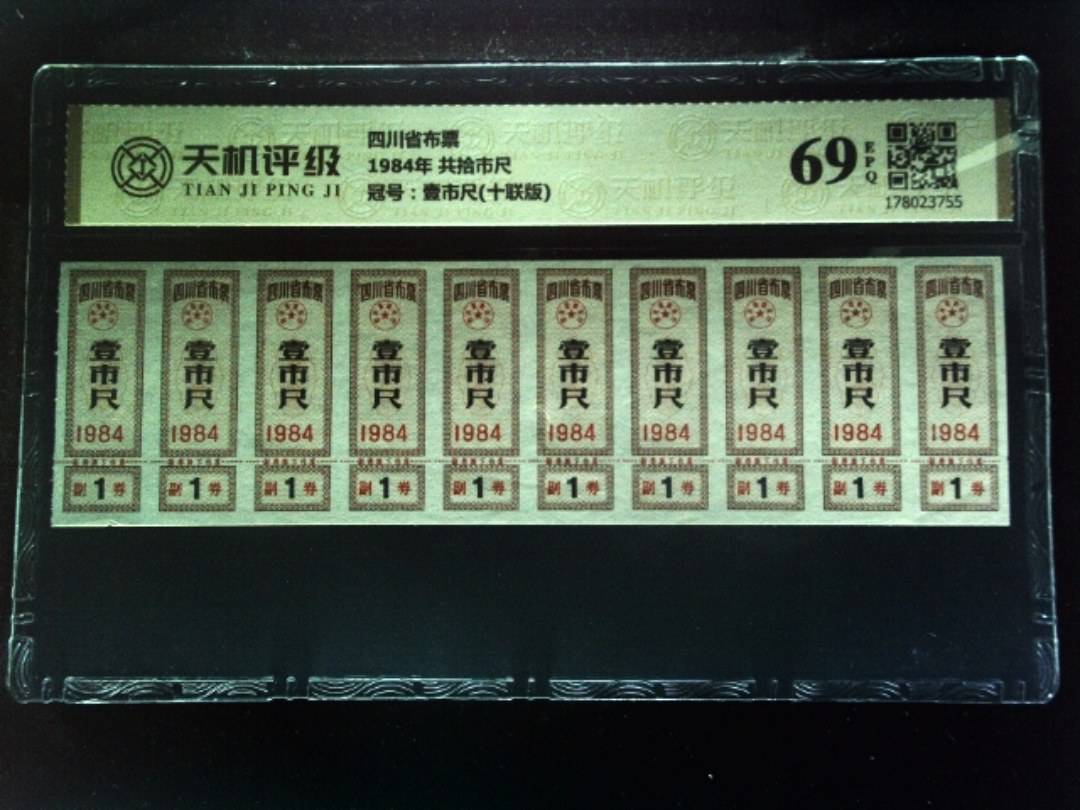 天机评级
TIAN JI PING JI
四川省布票
1984年 共拾市尺
冠号：壹市尺(十联版)
69
EPQ
178023755
四川省布票 四川省布票 四川省布票 四川省布票 四川省布票 四川省布票 四川省布票 四川省布票 四川省布票 四川省布票
壹市尺 壹市尺 壹市尺 壹市尺 壹市尺 壹市尺 壹市尺 壹市尺 壹市尺 壹市尺
1984 1984 1984 1984 1984 1984 1984 1984 1984 1984
副1券 副1券 副1券 副1券 副1券 副1券 副1券 副1券 副1券 副1券